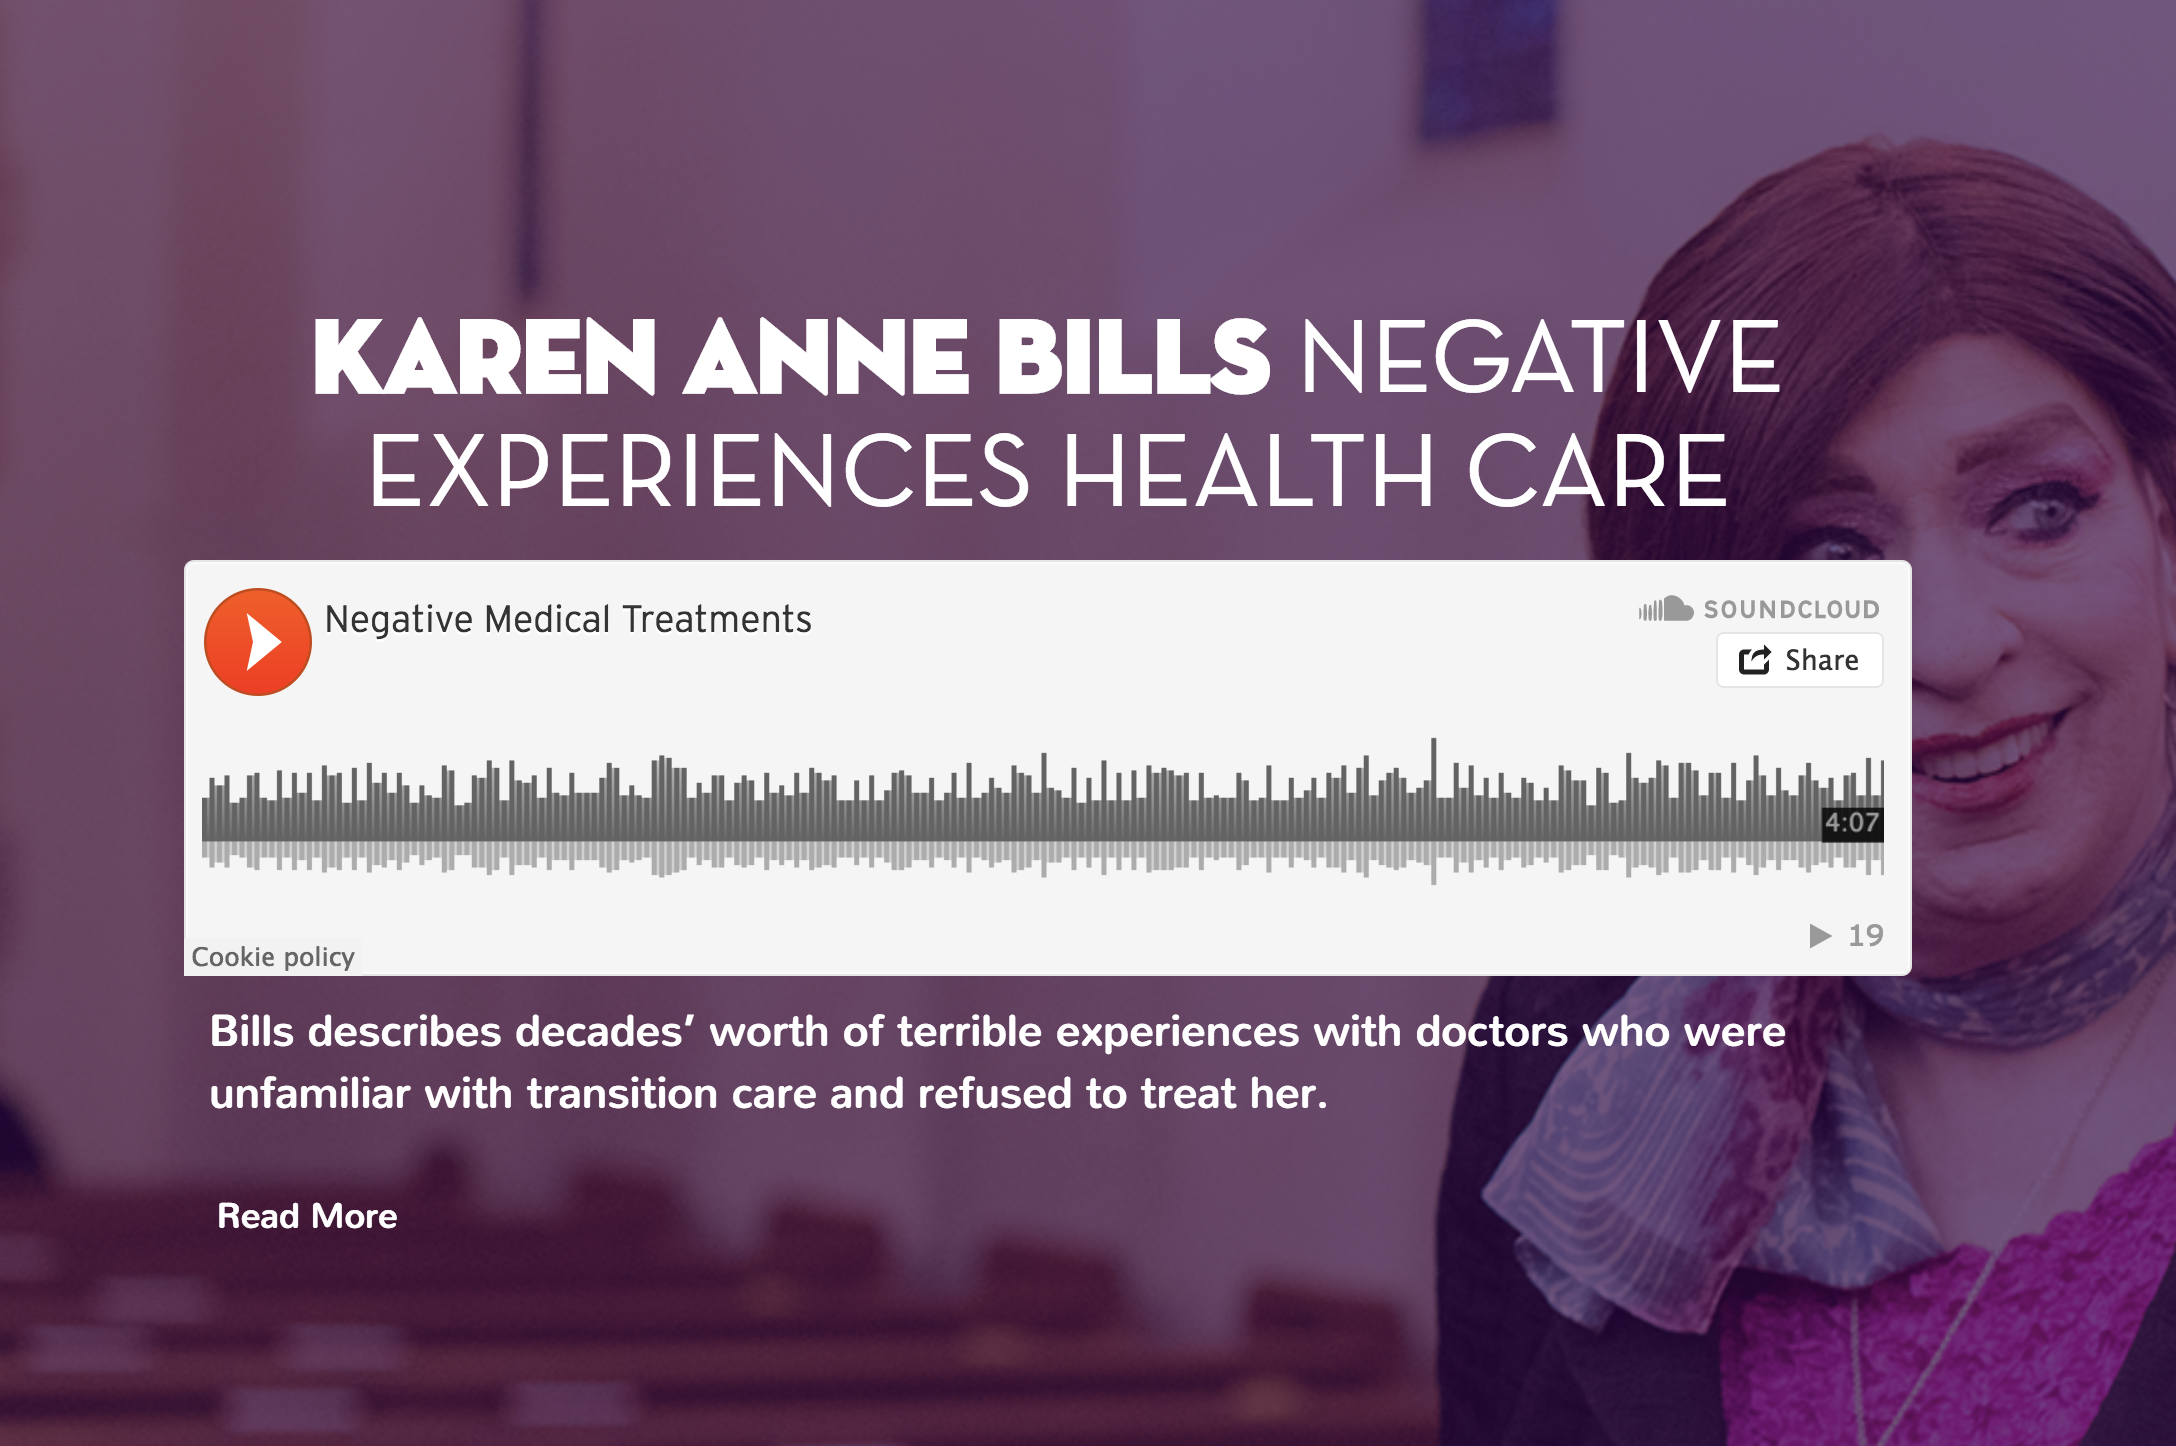 KAREN ANNE BILLS NEGATIVE
EXPERIENCES HEALTH CARE
Negative Medical Treatments
SOUNDCLOUD
Share
4:07
19
Cookie policy
Bills describes decades’ worth of terrible experiences with doctors who were
unfamiliar with transition care and refused to treat her.
Read More